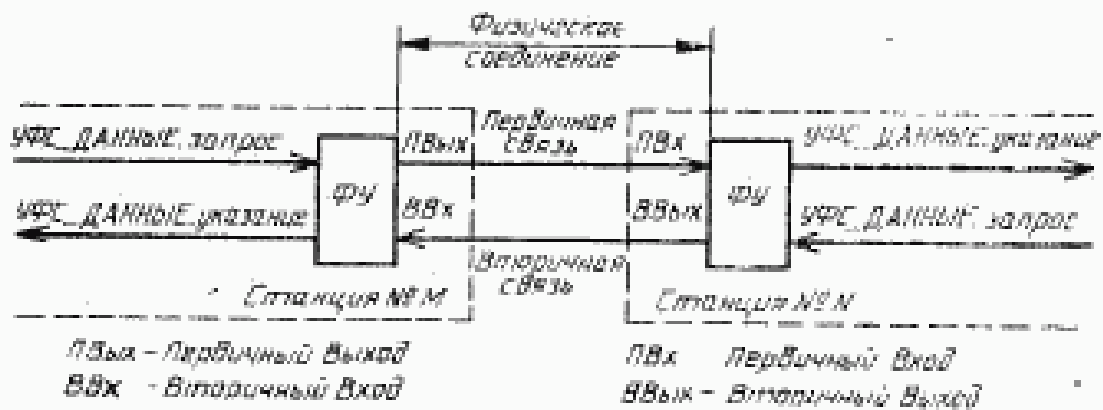 Физическое
соединение
УФС_ДАННЫЕ.запрос
ПВых
Первичная
связь
ПВх
УФС_ДАННЫЕ.указание
ФУ
ФУ
УФС_ДАННЫЕ.указание
ВВх
ВВых
УФС_ДАННЫЕ.запрос
Вторичная
связь
Станция № М
Станция № N
ПВых - Первичный Выход
ПВх Первичный Вход
ВВх - Вторичный Вход
ВВых - Вторичный Выход